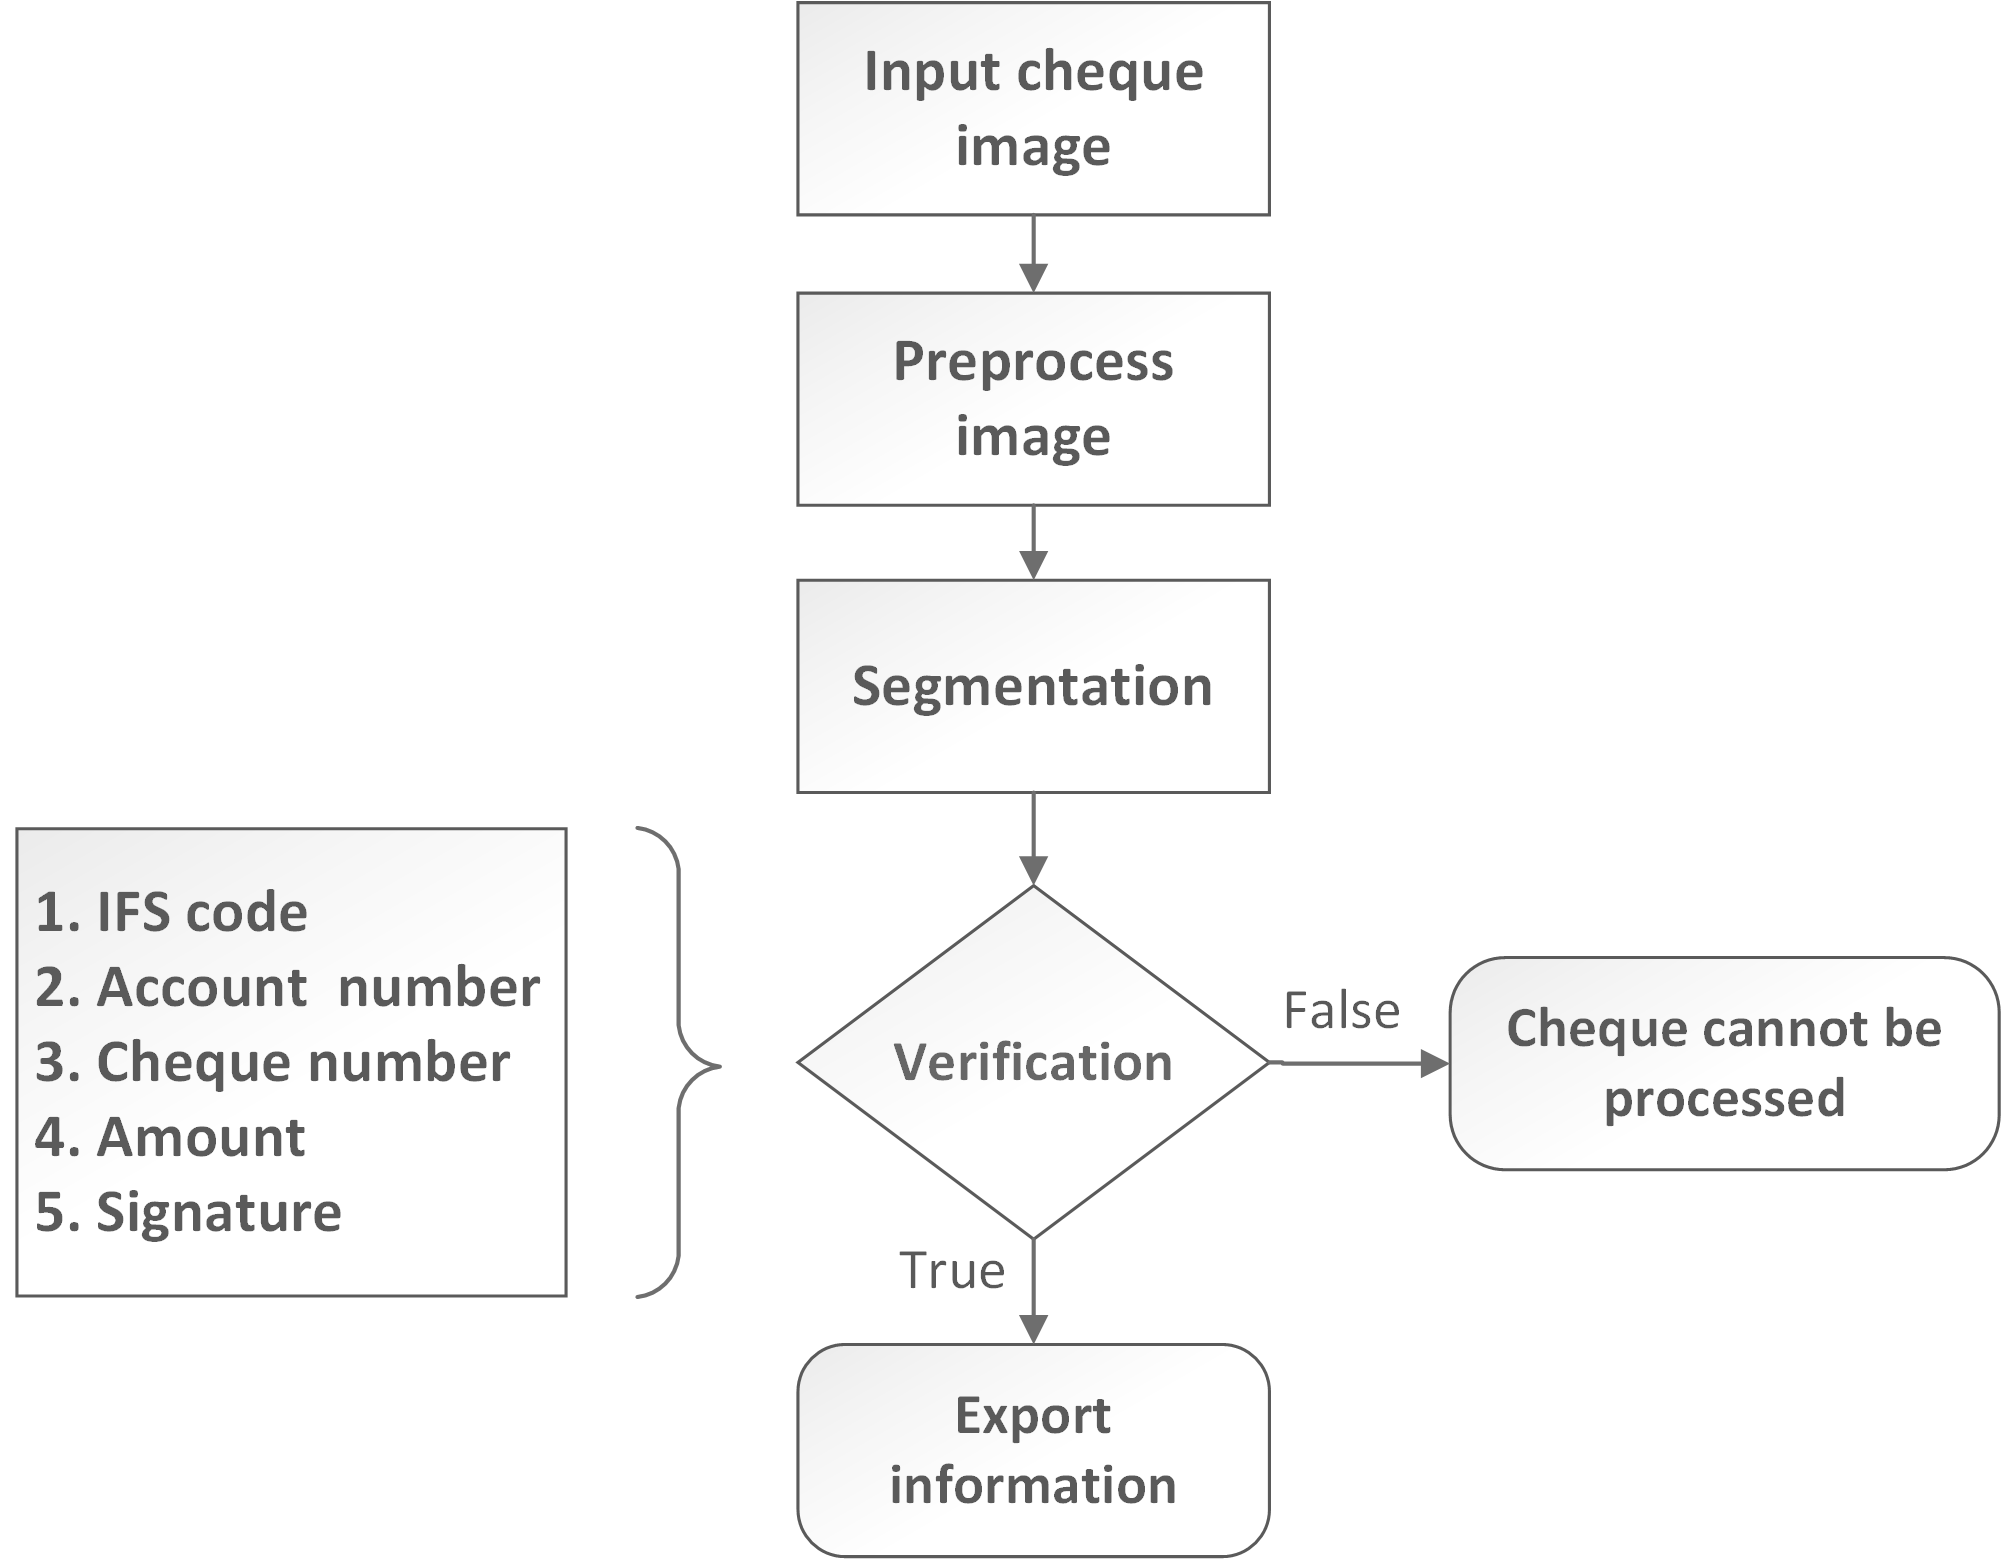 Input cheque
image
Preprocess
image
Segmentation
1. IFS code
2. Account number
3. Cheque number
4. Amount
5. Signature
Verification
False
Cheque cannot be
processed
True
Export
information